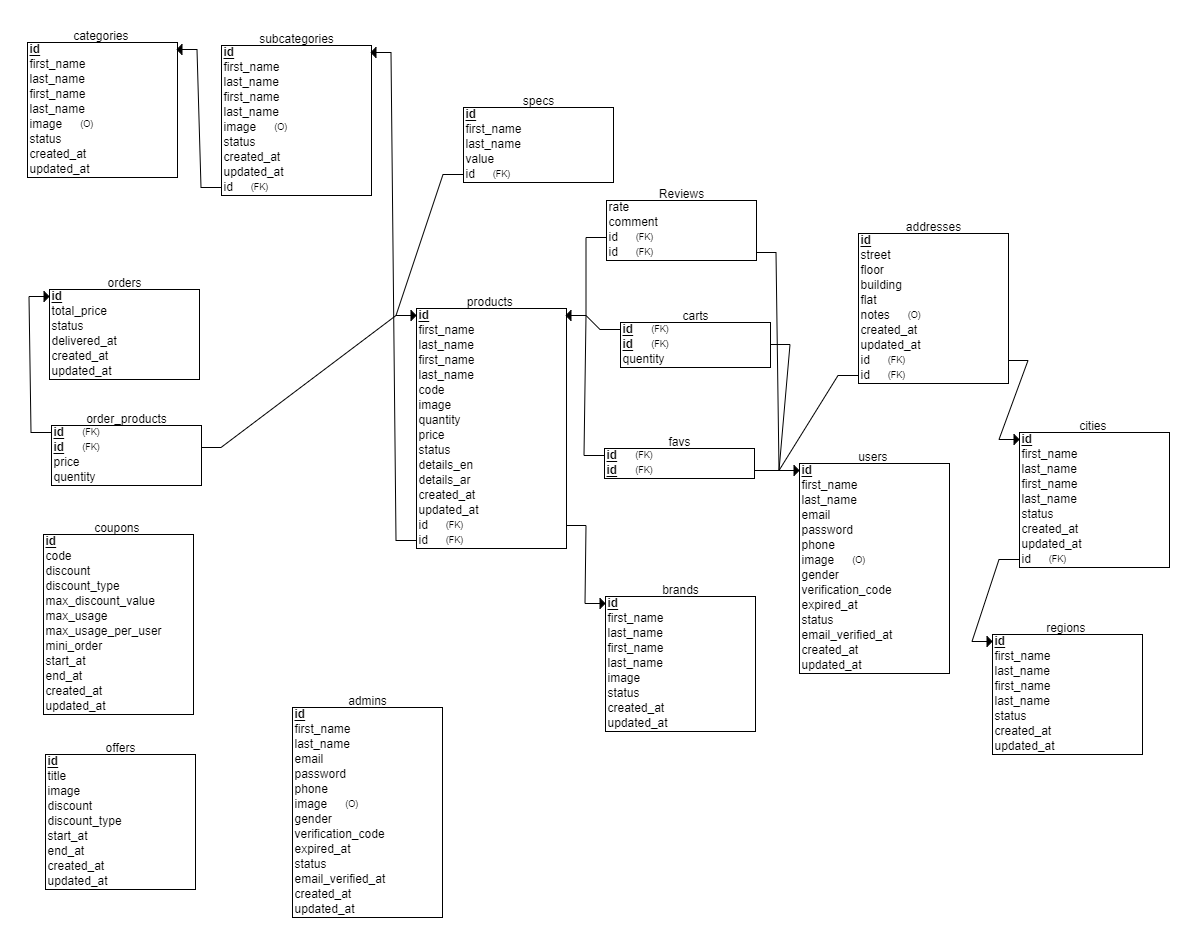 categories
id
first_name
last_name
first_name
last_name
image (O)
status
created_at
updated_at
subcategories
id
first_name
last_name
first_name
last_name
image (O)
status
created_at
updated_at
id (FK)
specs
id
first_name
last_name
value
id (FK)
Reviews
rate
comment
id (FK)
id (FK)
addresses
id
street
floor
building
flat
notes (O)
created_at
updated_at
id (FK)
id (FK)
orders
id
total_price
status
delivered_at
created_at
updated_at
products
id
first_name
last_name
first_name
last_name
code
image
quantity
price
status
details_en
details_ar
created_at
updated_at
id (FK)
id (FK)
carts
id (FK)
id (FK)
quentity
order_products
id (FK)
id (FK)
price
quentity
favs
id (FK)
id (FK)
users
id
first_name
last_name
email
password
phone
image (O)
gender
verification_code
expired_at
status
email_verified_at
created_at
updated_at
cities
id
first_name
last_name
first_name
last_name
status
created_at
updated_at
id (FK)
coupons
id
code
discount
discount_type
max_discount_value
max_usage
max_usage_per_user
mini_order
start_at
end_at
created_at
updated_at
brands
id
first_name
last_name
first_name
last_name
image
status
created_at
updated_at
regions
id
first_name
last_name
first_name
last_name
status
created_at
updated_at
admins
id
first_name
last_name
email
password
phone
image (O)
gender
verification_code
expired_at
status
email_verified_at
created_at
updated_at
offers
id
title
image
discount
discount_type
start_at
end_at
created_at
updated_at